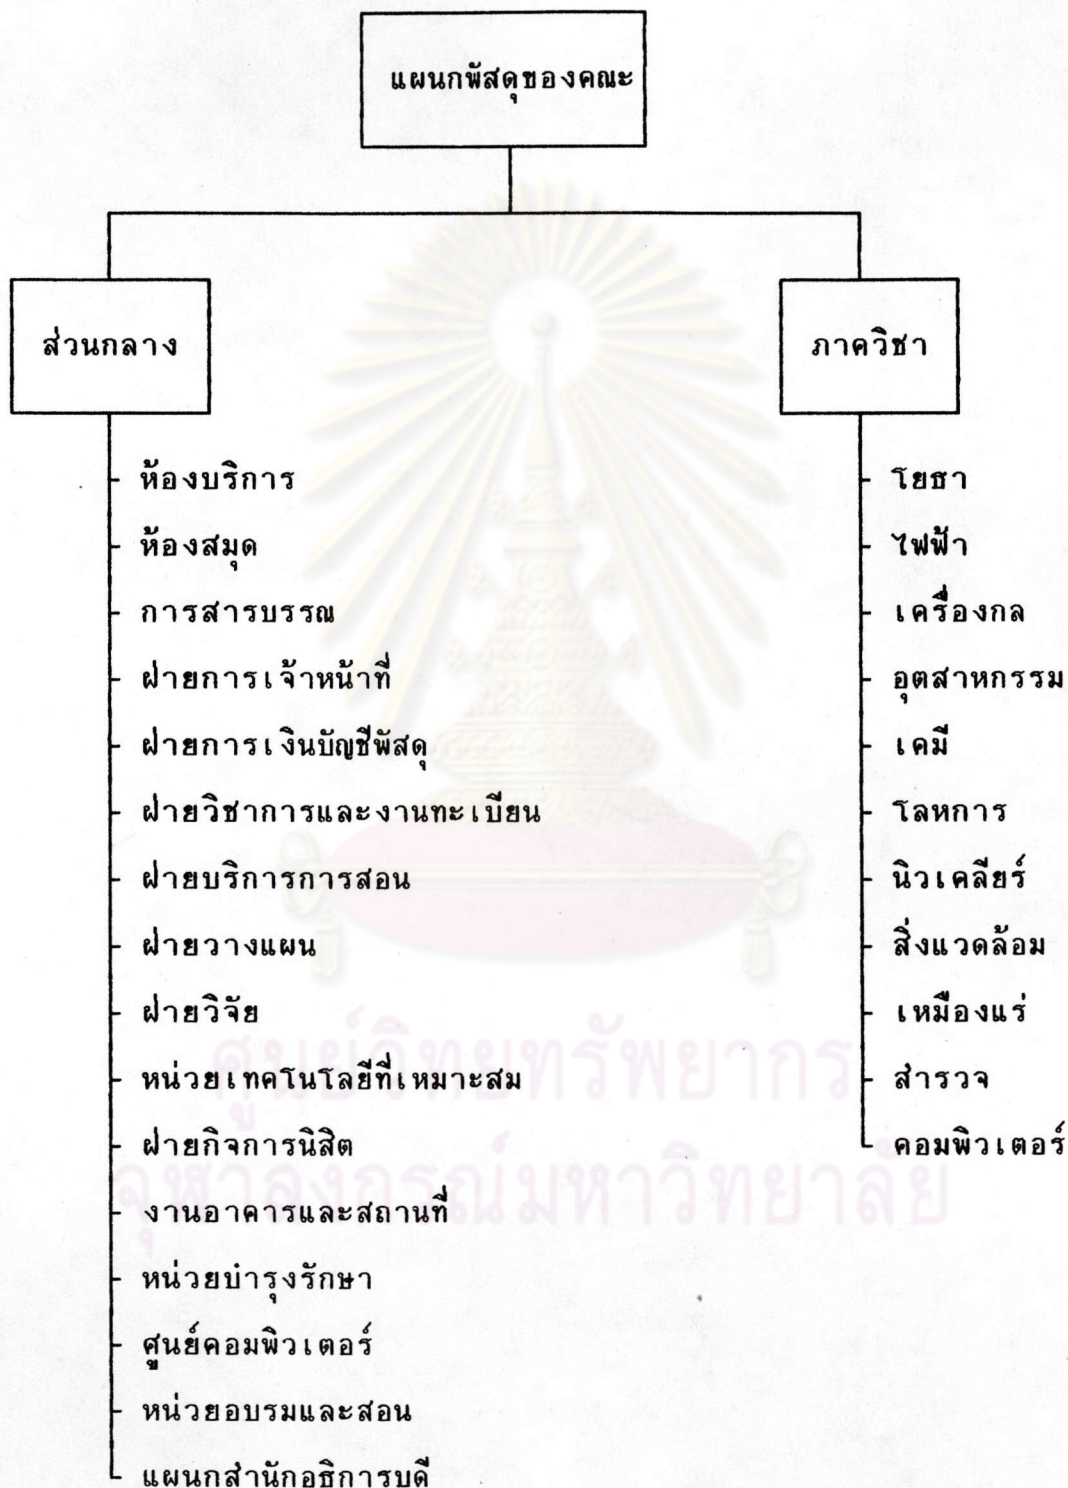 แผนกพัสดุของคณะ
ส่วนกลาง
ห้องบริการ
ห้องสมุด
การสารบรรณ
ฝ่ายการเจ้าหน้าที่
ฝ่ายการเงินบัญชีพัสดุ
ฝ่ายวิชาการและงานทะเบียน
ฝ่ายบริการการสอน
ฝ่ายวางแผน
ฝ่ายวิจัย
หน่วยเทคโนโลยีที่เหมาะสม
ฝ่ายกิจการนิสิต
งานอาคารและสถานที่
หน่วยบำรุงรักษา
ศูนย์คอมพิวเตอร์
หน่วยอบรมและสอน
แผนกสำนักอธิการบดี
ภาควิชา
โยธา
ไฟฟ้า
เครื่องกล
อุตสาหกรรม
เคมี
โลหการ
นิวเคลียร์
สิ่งแวดล้อม
เหมืองแร่
สำรวจ
คอมพิวเตอร์
ศูนย์วิทยทรัพยากร
จุฬาลงกรณ์มหาวิทยาลัย